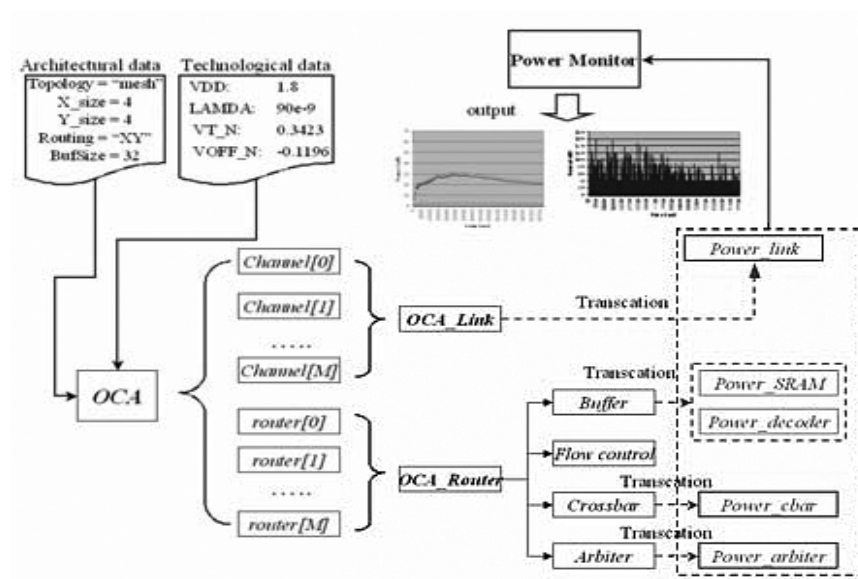 Architectural data
Topology = "mesh"
X_size = 4
Y_size = 4
Routing = "XY"
BufSize = 32
Technological data
VDD: 1.8
LAMDA: 90e-9
VT_N: 0.3423
VOFF_N: -0.1196
Power Monitor
output
OCA
Channel[0]
Channel[1]
.....
Channel[M]
router[0]
router[1]
.....
router[M]
OCA_Link
OCA_Router
Transcation
Power_link
Buffer
Flow control
Crossbar
Arbiter
Transcation
Power_SRAM
Power_decoder
Transcation
Power_cbar
Transcation
Power_arbiter